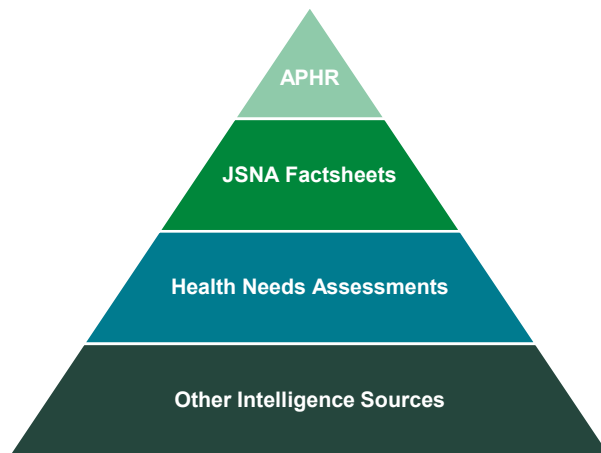 APHR
JSNA Factsheets
Health Needs Assessments
Other Intelligence Sources